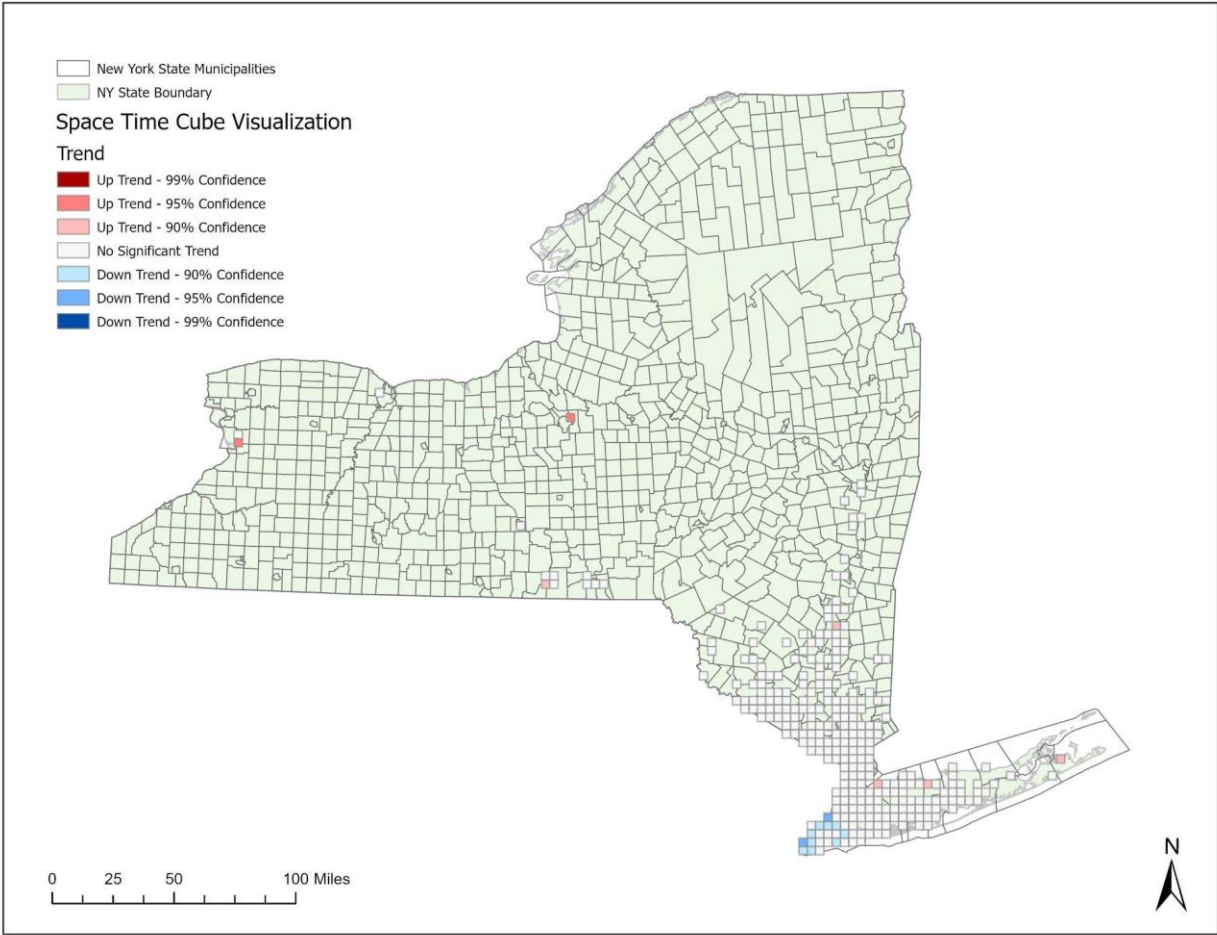 New York State Municipalities
NY State Boundary
Space Time Cube Visualization
Trend
Up Trend - 99% Confidence
Up Trend - 95% Confidence
Up Trend - 90% Confidence
No Significant Trend
Down Trend - 90% Confidence
Down Trend - 95% Confidence
Down Trend - 99% Confidence
N
0 25 50 100 Miles